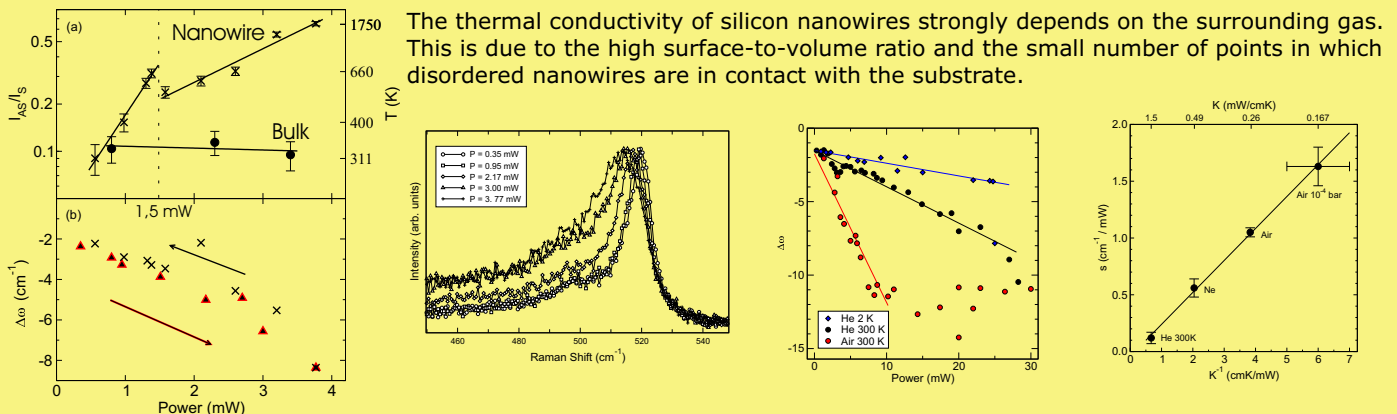 The thermal conductivity of silicon nanowires strongly depends on the surrounding gas.
This is due to the high surface-to-volume ratio and the small number of points in which
disordered nanowires are in contact with the substrate.
(a)
Nanowire
Bulk
I_AS/I_S
0.5
0.2
0.1
T (K)
1750
660
400
311
1,5 mW
(b)
Δω (cm⁻¹)
-2
-4
-6
-8
0 1 2 3 4
Power (mW)
P = 0.35 mW
P = 0.95 mW
P = 2.17 mW
P = 3.00 mW
P = 3. 77 mW
Intensity (arb. units)
460 480 500 520 540
Raman Shift (cm⁻¹)
Δω
0
-5
-10
-15
He 2 K
He 300 K
Air 300 K
0 5 10 15 20 25 30
Power (mW)
K (mW/cmK)
1.5 0.49 0.26 0.167
s (cm⁻¹ / mW)
2.0
1.5
1.0
0.5
0.0
Air 10⁻⁴ bar
Air
Ne
He 300K
0 1 2 3 4 5 6 7
K⁻¹ (cmK/mW)